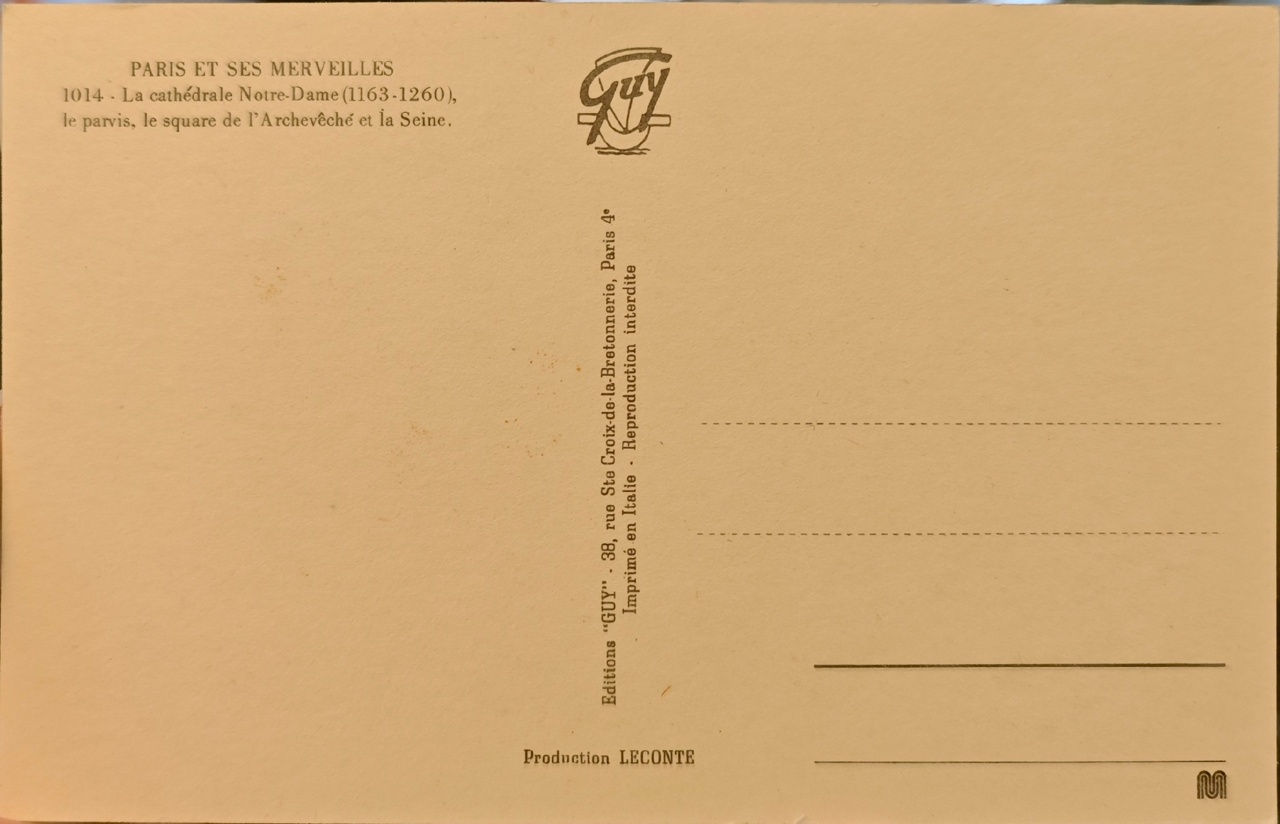 PARIS ET SES MERVEILLES
1014 - La cathédrale Notre-Dame (1163-1260),
le parvis, le square de l'Archevêché et la Seine.
Guy
Editions "GUY" - 38, rue Ste Croix-de-la-Bretonnerie, Paris 4e
Imprimé en Italie - Reproduction interdite
Production LECONTE
M